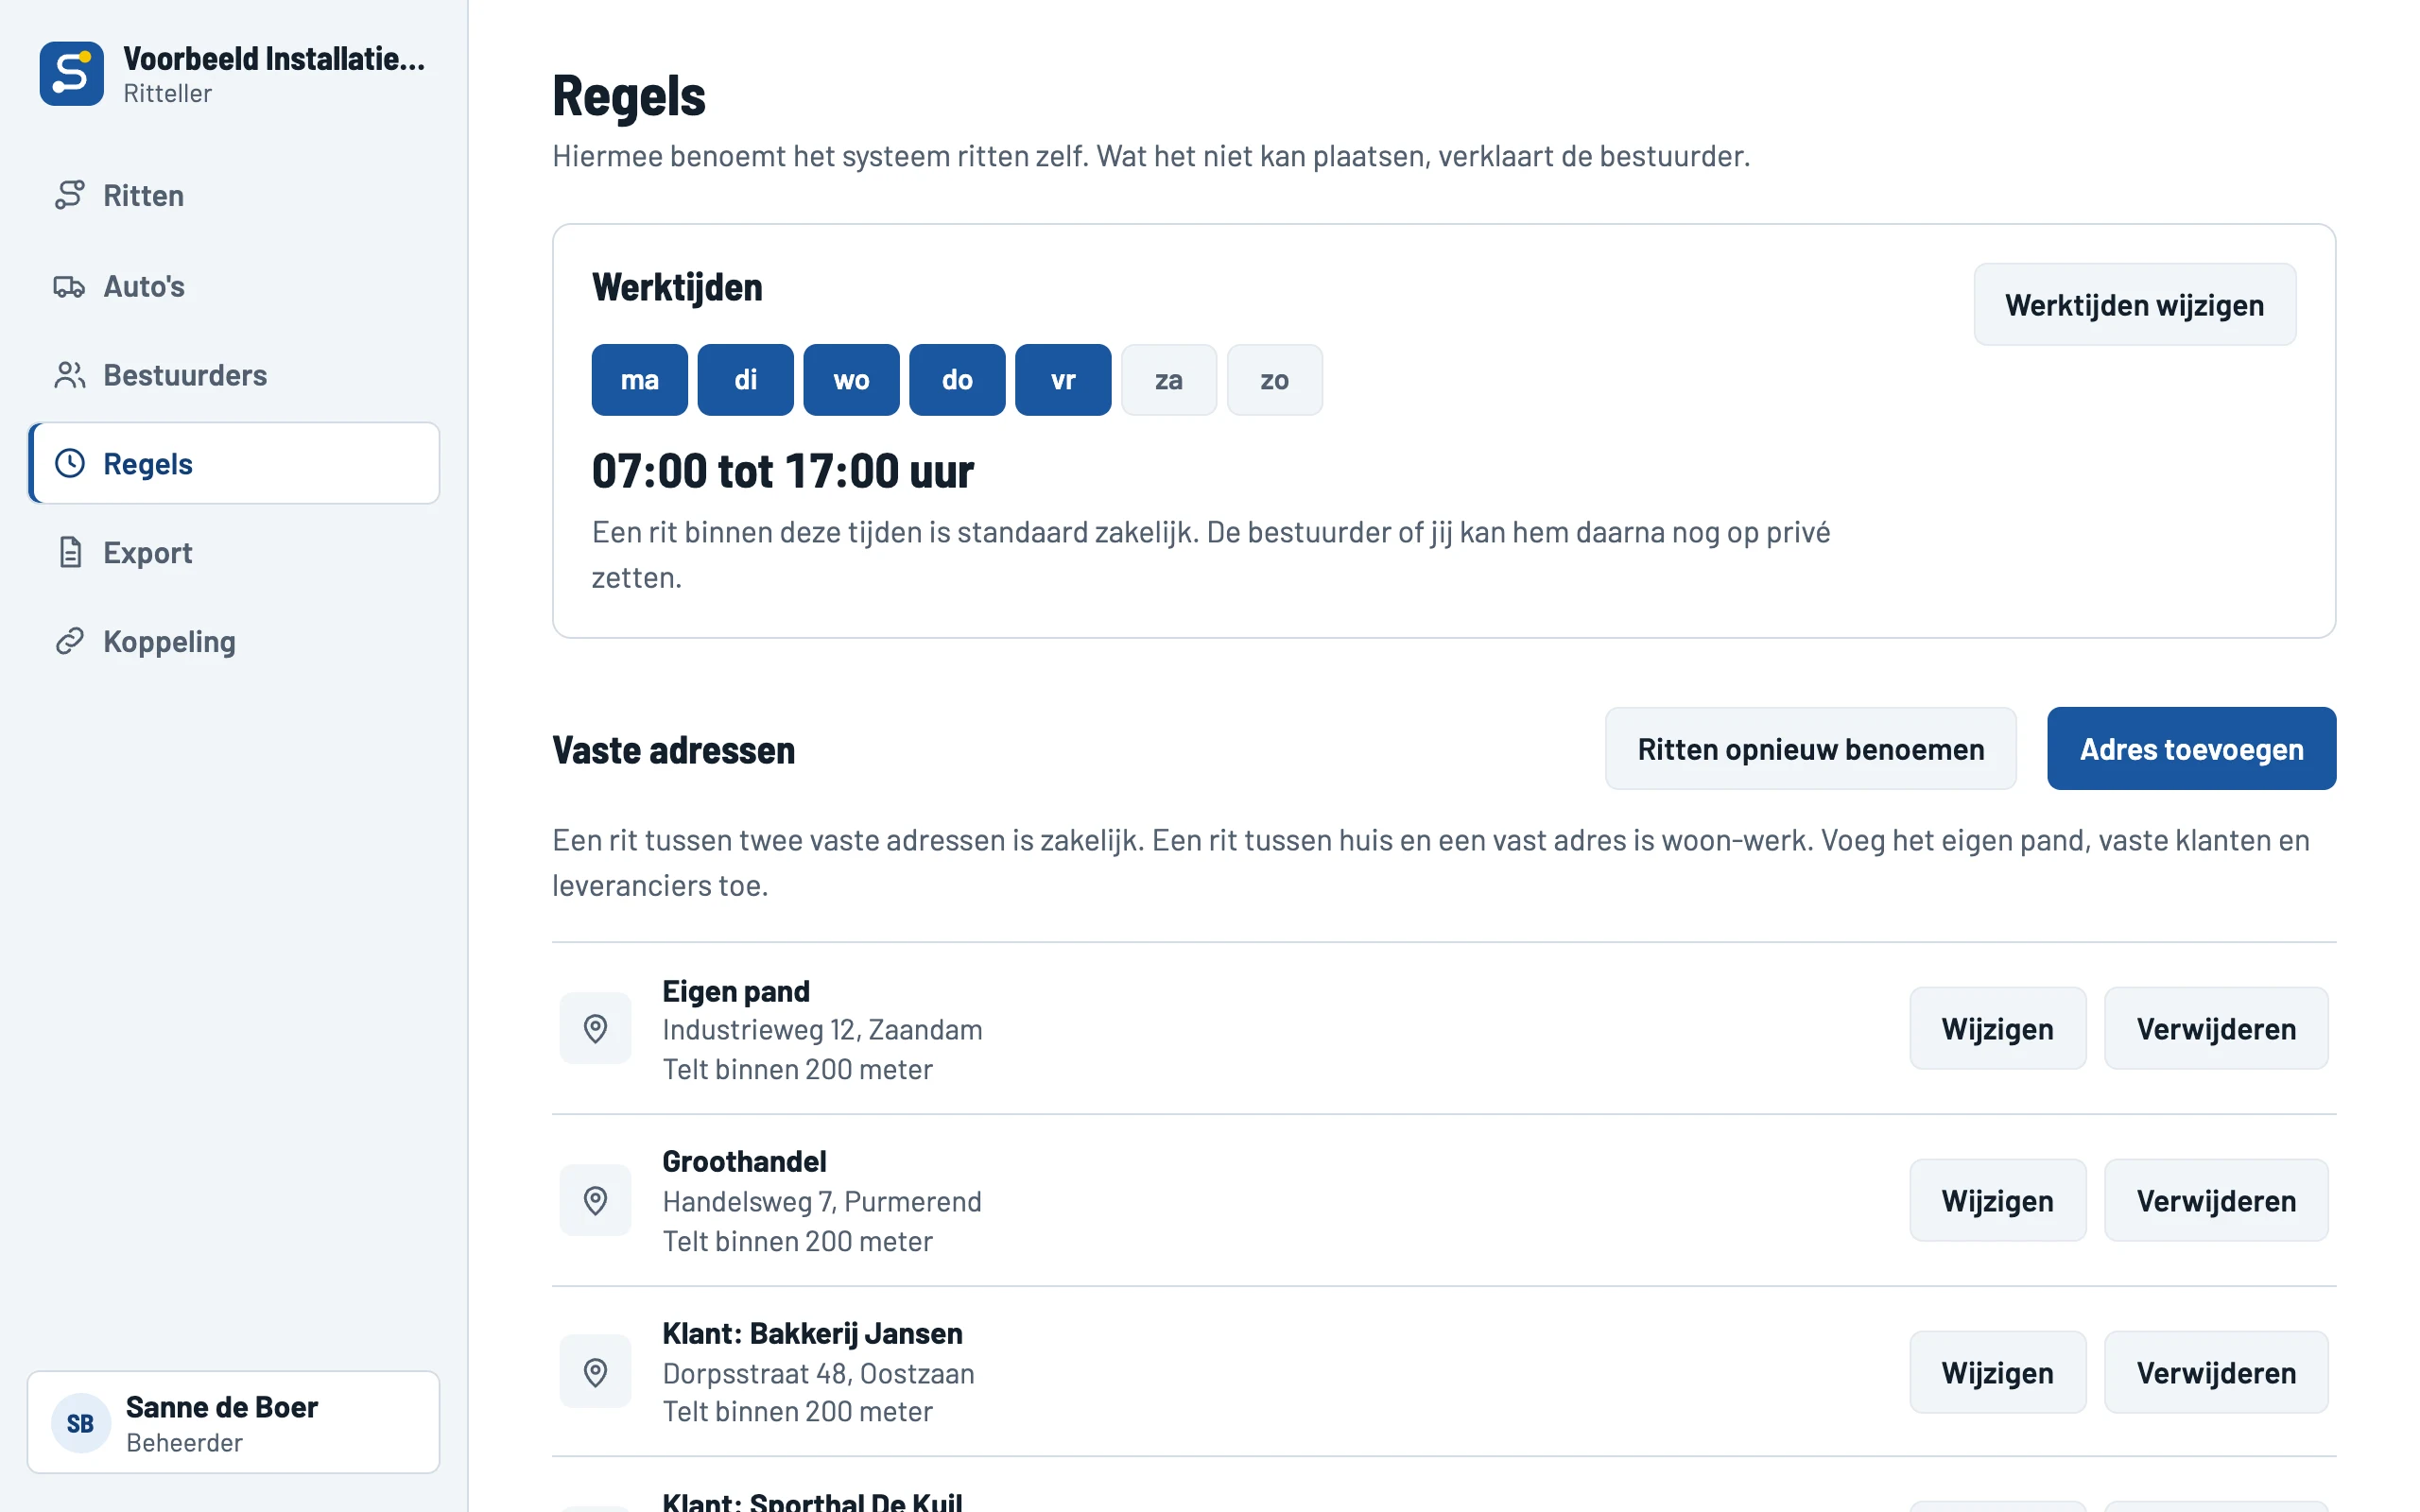 Voorbeeld Installatie...
Ritteller
Ritten
Auto's
Bestuurders
Regels
Export
Koppeling
Sanne de Boer
SB
Beheerder
Regels
Hiermee benoemt het systeem ritten zelf. Wat het niet kan plaatsen, verklaart de bestuurder.
Werktijden
Werktijden wijzigen
ma di wo do vr za zo
07:00 tot 17:00 uur
Een rit binnen deze tijden is standaard zakelijk. De bestuurder of jij kan hem daarna nog op privé
zetten.
Vaste adressen
Ritten opnieuw benoemen
Adres toevoegen
Een rit tussen twee vaste adressen is zakelijk. Een rit tussen huis en een vast adres is woon-werk. Voeg het eigen pand, vaste klanten en
leveranciers toe.
Eigen pand
Industrieweg 12, Zaandam
Telt binnen 200 meter
Wijzigen
Verwijderen
Groothandel
Handelsweg 7, Purmerend
Telt binnen 200 meter
Wijzigen
Verwijderen
Klant: Bakkerij Jansen
Dorpsstraat 48, Oostzaan
Telt binnen 200 meter
Wijzigen
Verwijderen
Klant: Sporthal De Kuil